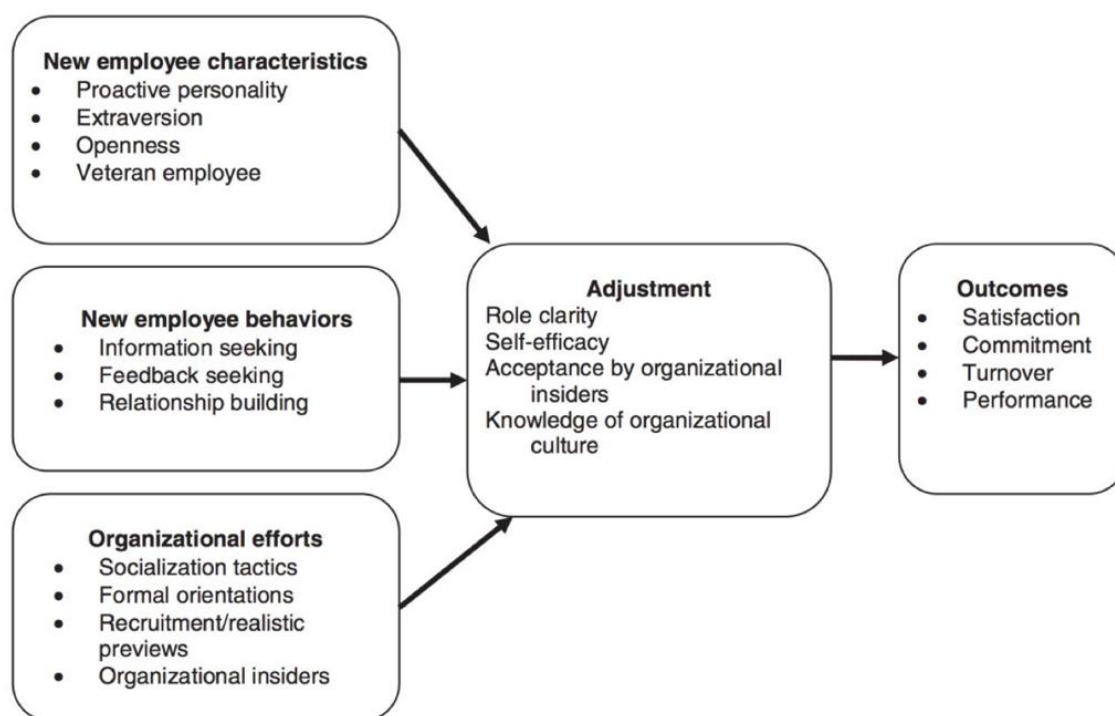 New employee characteristics
• Proactive personality
• Extraversion
• Openness
• Veteran employee
New employee behaviors
• Information seeking
• Feedback seeking
• Relationship building
Organizational efforts
• Socialization tactics
• Formal orientations
• Recruitment/realistic
previews
• Organizational insiders
Adjustment
Role clarity
Self-efficacy
Acceptance by organizational
insiders
Knowledge of organizational
culture
Outcomes
• Satisfaction
• Commitment
• Turnover
• Performance